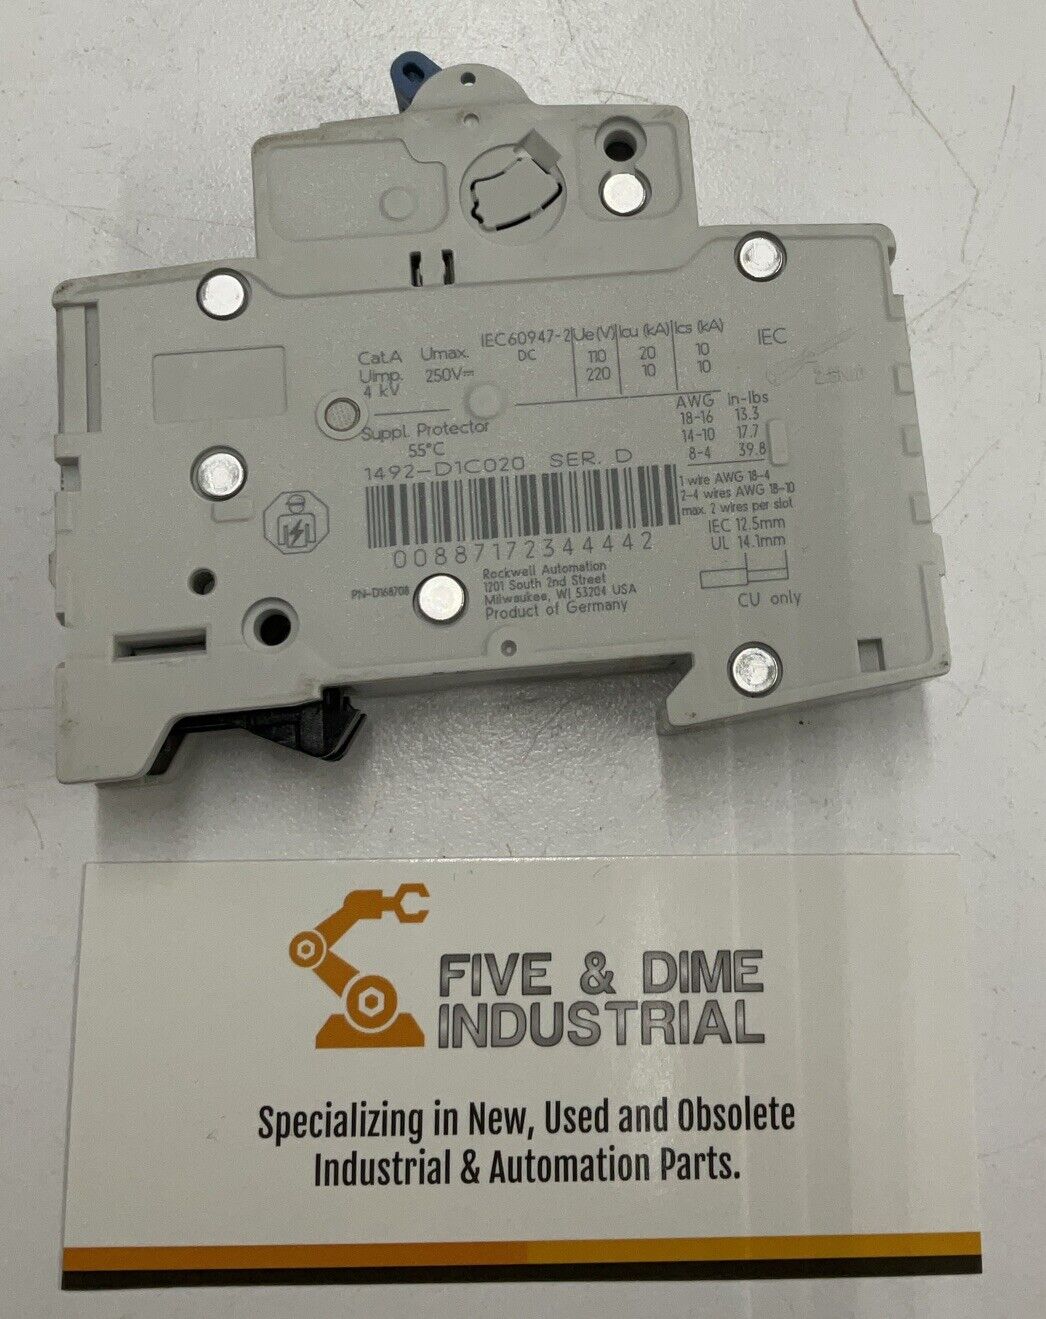 IEC60947-2 Ue(V) Icu (kA) Ics (kA)
DC 110 20 10
220 10 10
Cat.A Umax.
Uimp. 250V⎓
4 kV
IEC
AWG in-lbs
18-16 13.3
14-10 17.7
8-4 39.8
Suppl. Protector
55°C
1492-D1C020 SER. D
1 wire AWG 18-4
2-4 wires AWG 18-10
max. 2 wires per slot
IEC 12.5mm
UL 14.1mm
00887172344442
PN-D168708
Rockwell Automation
1201 South 2nd Street
Milwaukee, WI 53204 USA
Product of Germany
CU only
FIVE & DIME
INDUSTRIAL
Specializing in New, Used and Obsolete
Industrial & Automation Parts.